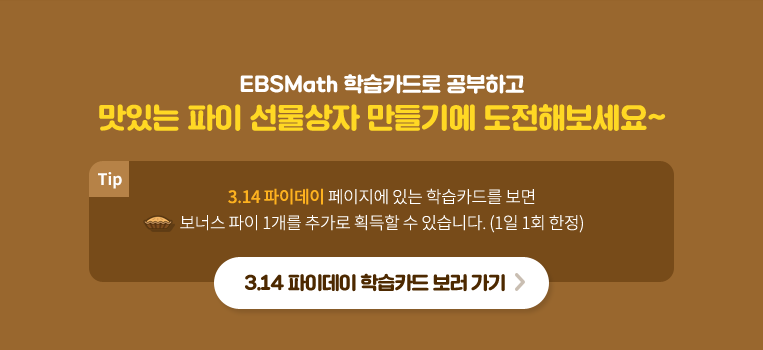 EBSMath 학습카드로 공부하고
맛있는 파이 선물상자 만들기에 도전해보세요~
Tip
3.14 파이데이 페이지에 있는 학습카드를 보면
보너스 파이 1개를 추가로 획득할 수 있습니다. (1일 1회 한정)
3.14 파이데이 학습카드 보러 가기 >